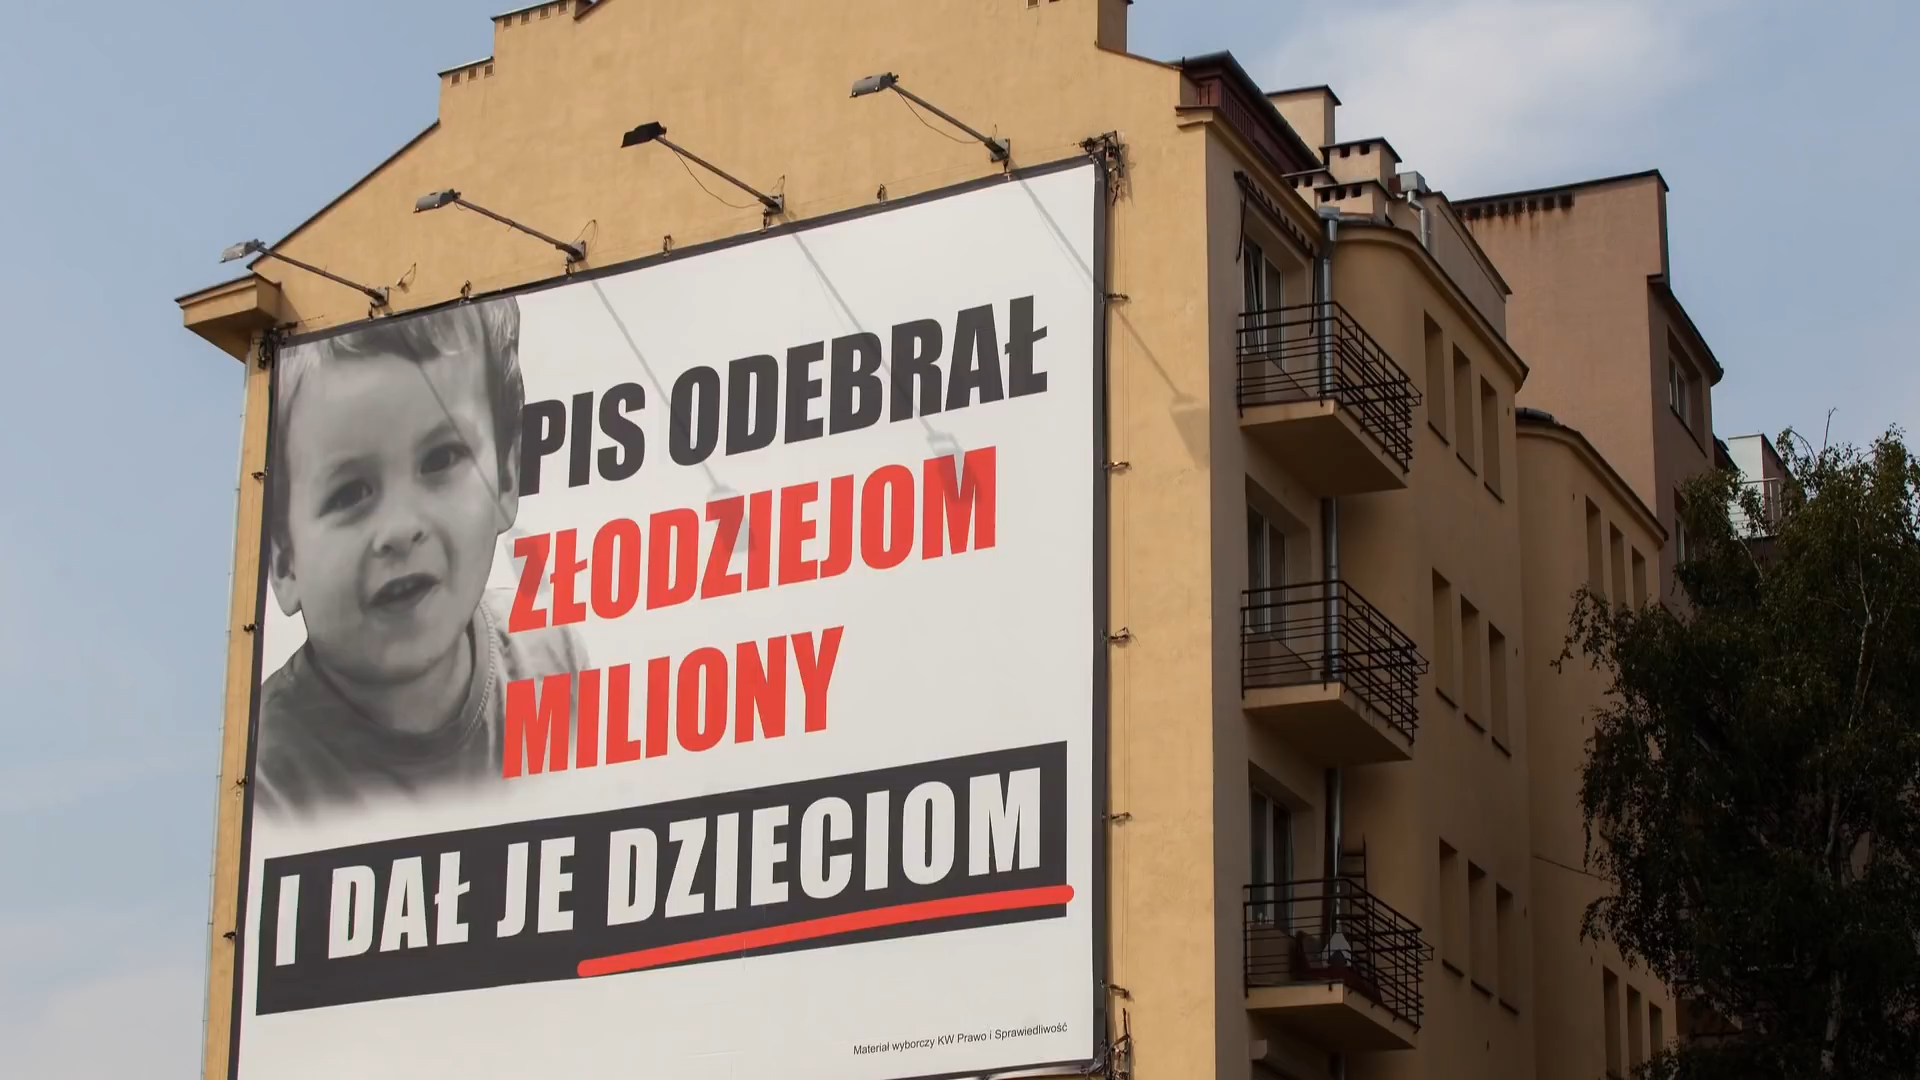 PIS ODEBRAŁ
ZŁODZIEJOM
MILIONY
I DAŁ JE DZIECIOM
Materiał wyborczy KW Prawo i Sprawiedliwość